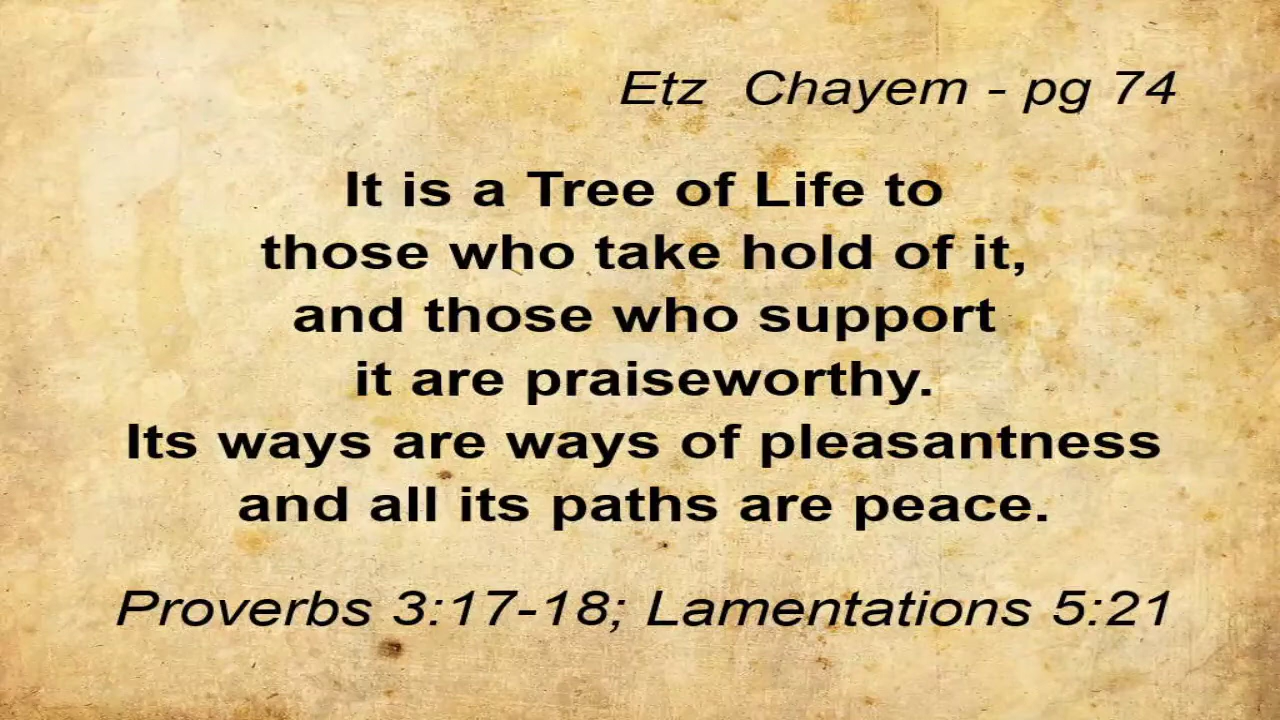 Etz Chayem - pg 74
It is a Tree of Life to
those who take hold of it,
and those who support
it are praiseworthy.
Its ways are ways of pleasantness
and all its paths are peace.
Proverbs 3:17-18; Lamentations 5:21